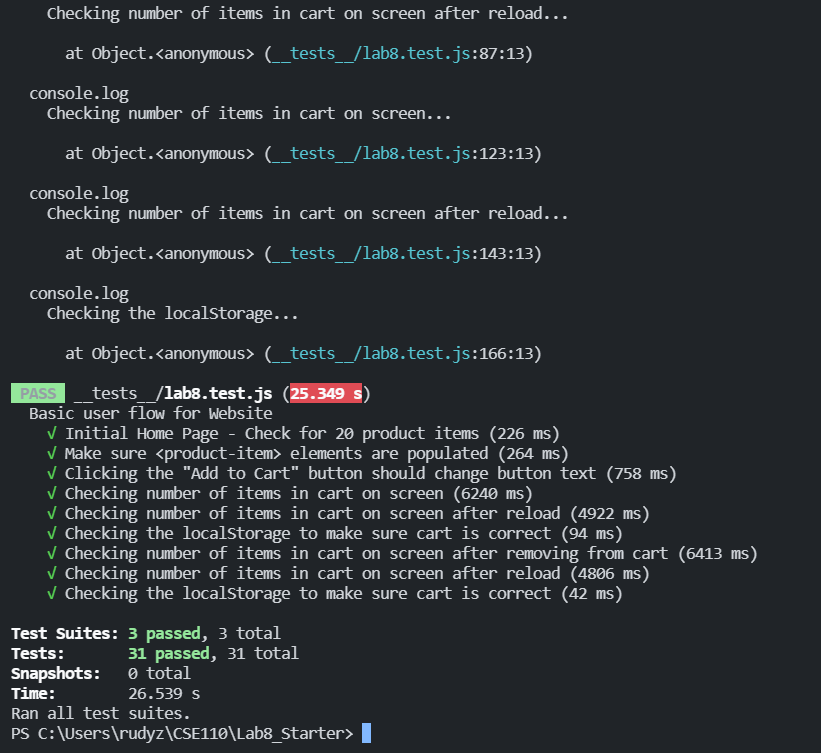 Checking number of items in cart on screen after reload...
at Object.<anonymous> (__tests__/lab8.test.js:87:13)
console.log
Checking number of items in cart on screen...
at Object.<anonymous> (__tests__/lab8.test.js:123:13)
console.log
Checking number of items in cart on screen after reload...
at Object.<anonymous> (__tests__/lab8.test.js:143:13)
console.log
Checking the localStorage...
at Object.<anonymous> (__tests__/lab8.test.js:166:13)
PASS __tests__/lab8.test.js (25.349 s)
Basic user flow for Website
√ Initial Home Page - Check for 20 product items (226 ms)
√ Make sure <product-item> elements are populated (264 ms)
√ Clicking the "Add to Cart" button should change button text (758 ms)
√ Checking number of items in cart on screen (6240 ms)
√ Checking number of items in cart on screen after reload (4922 ms)
√ Checking the localStorage to make sure cart is correct (94 ms)
√ Checking number of items in cart on screen after removing from cart (6413 ms)
√ Checking number of items in cart on screen after reload (4806 ms)
√ Checking the localStorage to make sure cart is correct (42 ms)
Test Suites: 3 passed, 3 total
Tests: 31 passed, 31 total
Snapshots: 0 total
Time: 26.539 s
Ran all test suites.
PS C:\Users\rudyz\CSE110\Lab8_Starter>